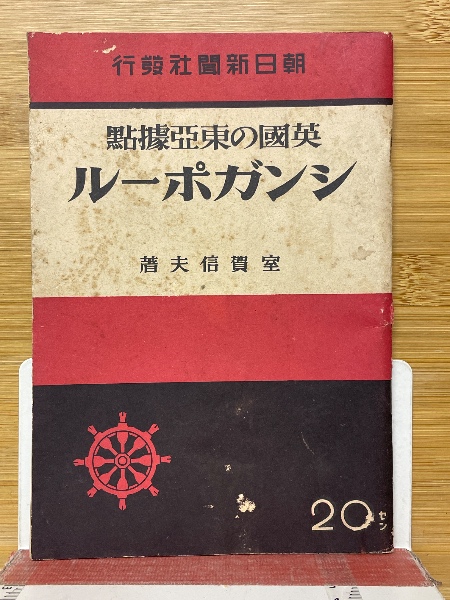 朝日新聞社發行
英國の東亞據點
シンガポール
室賀信夫著
20セン